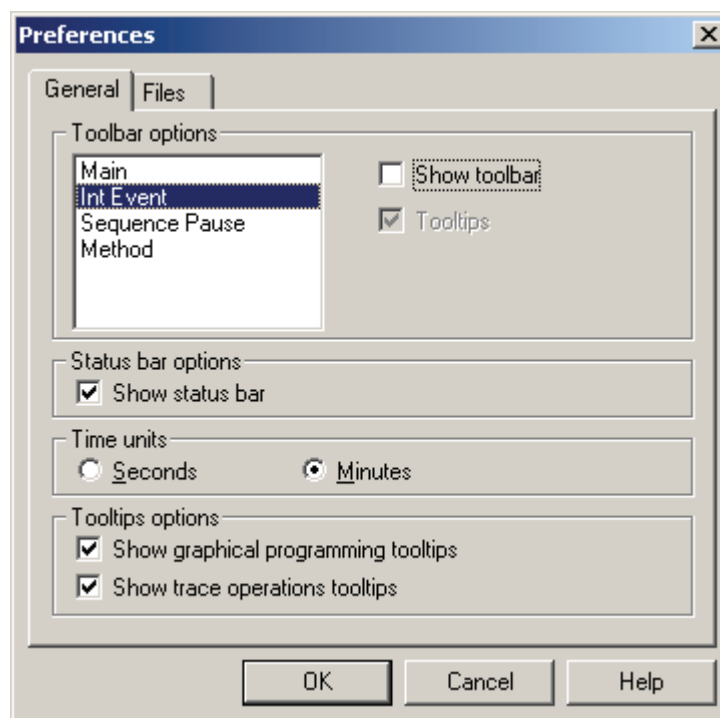 Preferences
General Files
Toolbar options
Main
Int Event
Sequence Pause
Method
Show toolbar
Tooltips
Status bar options
Show status bar
Time units
Seconds Minutes
Tooltips options
Show graphical programming tooltips
Show trace operations tooltips
OK Cancel Help